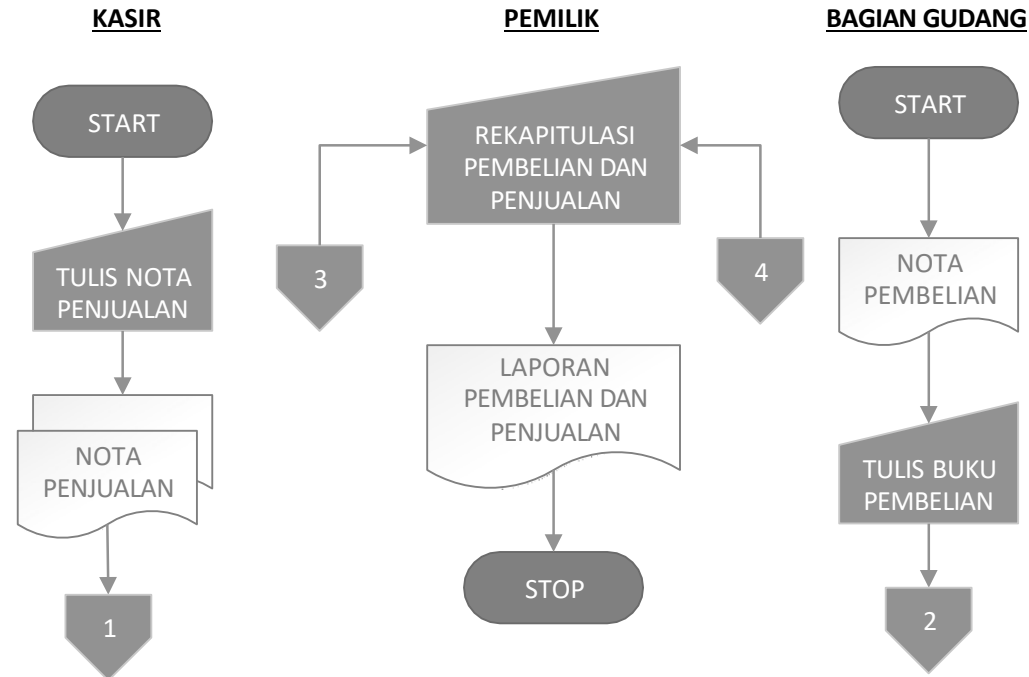 KASIR
START
TULIS NOTA
PENJUALAN
NOTA
PENJUALAN
1
PEMILIK
REKAPITULASI
PEMBELIAN DAN
PENJUALAN
3
4
LAPORAN
PEMBELIAN DAN
PENJUALAN
STOP
BAGIAN GUDANG
START
NOTA
PEMBELIAN
TULIS BUKU
PEMBELIAN
2